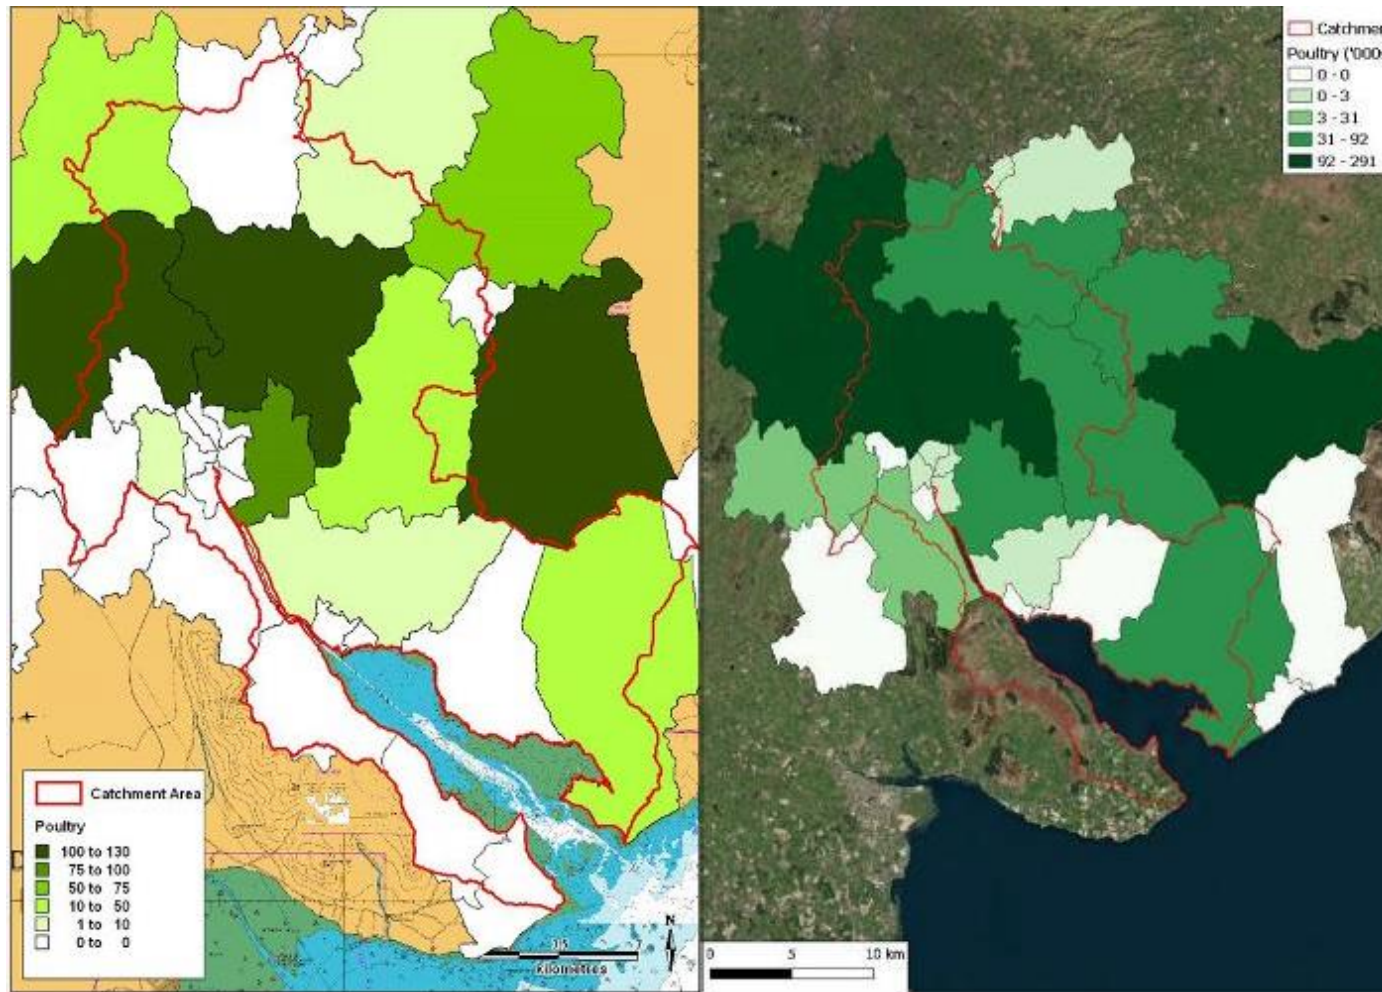 Catchment Area
Poultry
100 to 130
75 to 100
50 to 75
10 to 50
1 to 10
0 to 0
N
7.5
Kilometres
Catchmen
Poultry ('000
0 - 0
0 - 3
3 - 31
31 - 92
92 - 291
0 5 10 km